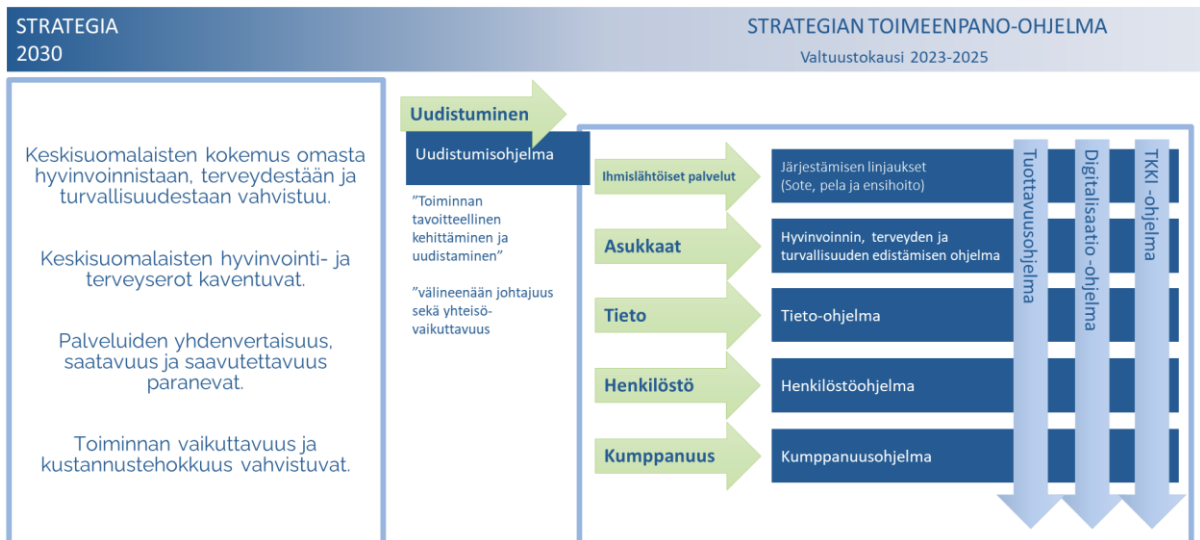 STRATEGIA
2030
STRATEGIAN TOIMEENPANO-OHJELMA
Valtuustokausi 2023-2025
Keskisuomalaisten kokemus omasta
hyvinvoinnistaan, terveydestään ja
turvallisuudestaan vahvistuu.
Keskisuomalaisten hyvinvointi- ja
terveyserot kaventuvat.
Palveluiden yhdenvertaisuus,
saatavuus ja saavutettavuus
paranevat.
Toiminnan vaikuttavuus ja
kustannustehokkuus vahvistuvat.
Uudistuminen
Uudistumisohjelma
”Toiminnan
tavoitteellinen
kehittäminen ja
uudistaminen”
”välineenään johtajuus
sekä yhteisö-
vaikuttavuus
Ihmislähtöiset palvelut
Järjestämisen linjaukset
(Sote, pela ja ensihoito)
Asukkaat
Hyvinvoinnin, terveyden ja
turvallisuuden edistämisen ohjelma
Tieto
Tieto-ohjelma
Henkilöstö
Henkilöstöohjelma
Kumppanuus
Kumppanuusohjelma
Tuottavuusohjelma
Digitalisaatio -ohjelma
TKKI -ohjelma